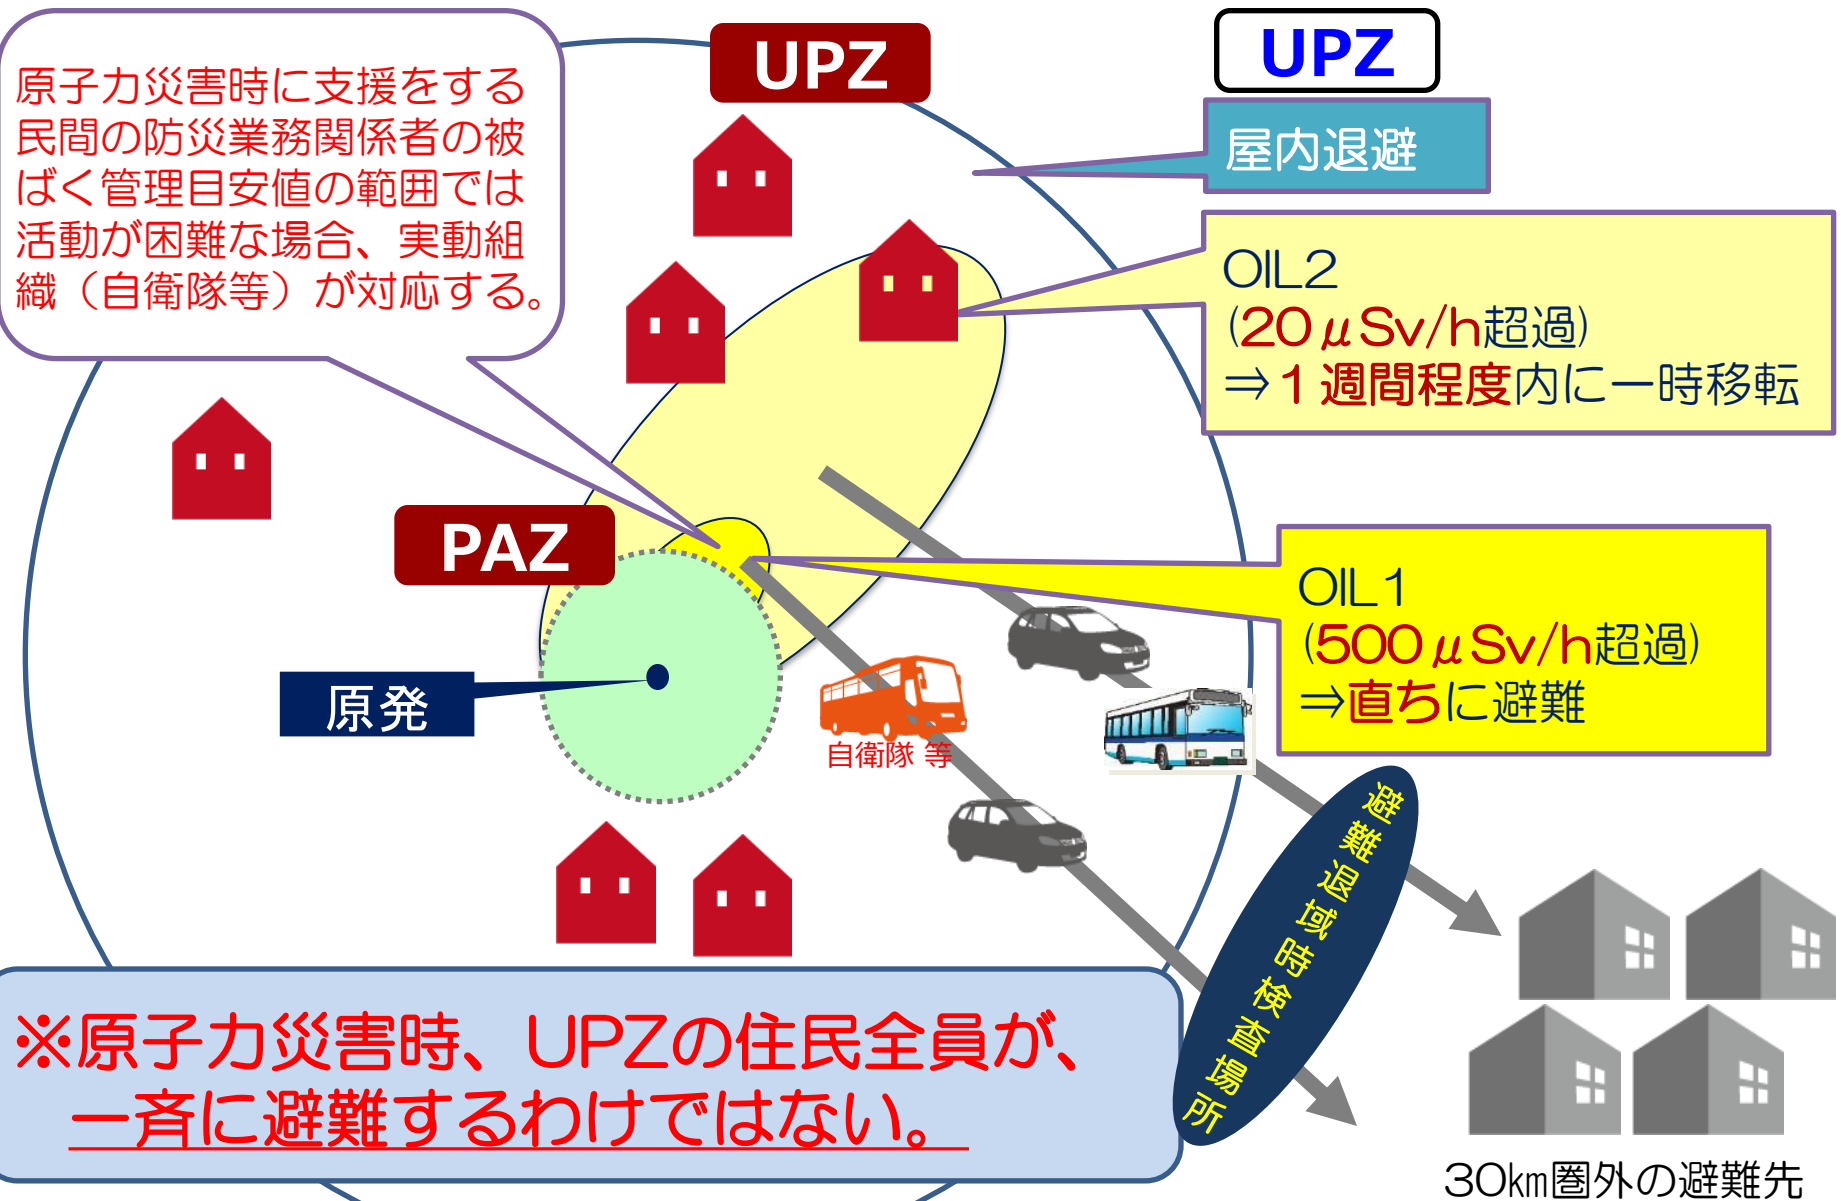 原子力災害時に支援をする
民間の防災業務関係者の被
ばく管理目安値の範囲では
活動が困難な場合、実動組
織（自衛隊等）が対応する。
UPZ
UPZ
屋内退避
OIL2
(20μSv/h超過)
⇒１週間程度内に一時移転
PAZ
原発
OIL1
(500μSv/h超過)
⇒直ちに避難
自衛隊 等
避難退域時検査場所
※原子力災害時、UPZの住民全員が、
一斉に避難するわけではない。
30km圏外の避難先